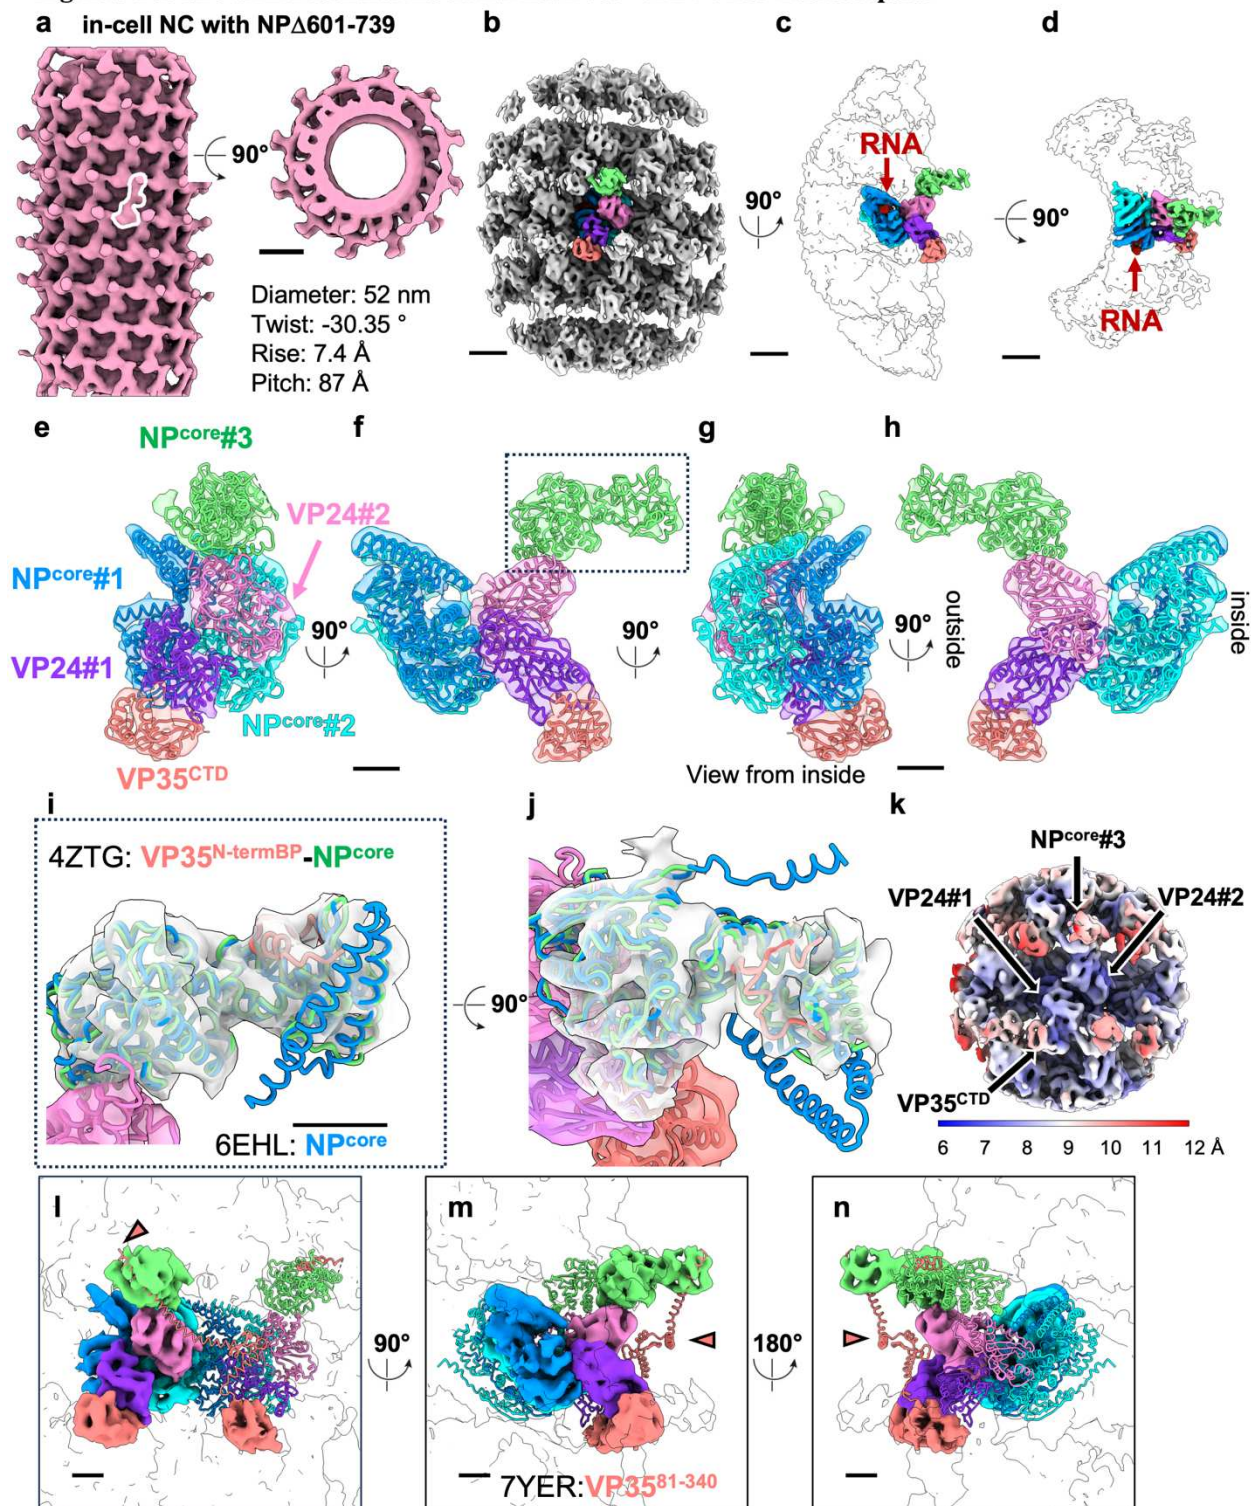 a in-cell NC with NPΔ601-739
b
c
d
90°
RNA
90°
90°
RNA
Diameter: 52 nm
Twist: -30.35 °
Rise: 7.4 Å
Pitch: 87 Å
e
f
g
h
NPcore#3
VP24#2
NPcore#1
VP24#1
NPcore#2
VP35CTD
90°
90°
90°
outside
inside
View from inside
i
j
k
4ZTG: VP35N-termBP-NPcore
6EHL: NPcore
90°
NPcore#3
VP24#1
VP24#2
VP35CTD
6 7 8 9 10 11 12 Å
l
m
n
90°
180°
7YER:VP3581-340